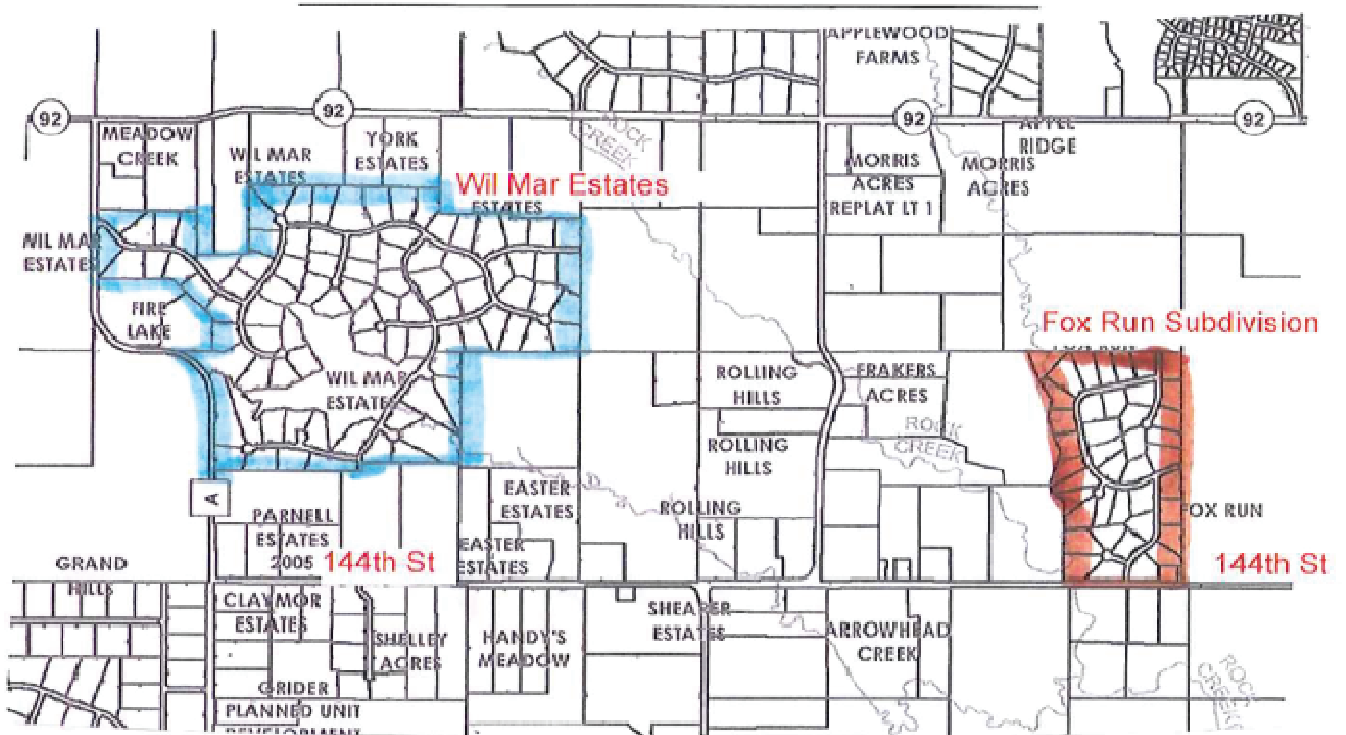 APPLEWOOD
FARMS
92
92
92
92
MEADOW
CREEK
WIL MAR
ESTATES
YORK
ESTATES
ROCK
CREEK
APPLE
RIDGE
MORRIS
ACRES
REPLAT LT 1
MORRIS
ACRES
Wil Mar Estates
ESTATES
WIL MAR
ESTATES
FIRE
LAKE
Fox Run Subdivision
FOX RUN
WIL MAR
ESTATES
ROLLING
HILLS
FRAKERS
ACRES
ROCK
CREEK
ROLLING
HILLS
A
EASTER
ESTATES
ROLLING
HILLS
FOX RUN
PARNELL
ESTATES
2005
144th St
EASTER
ESTATES
144th St
GRAND
HILLS
CLAYMOR
ESTATES
SHELLEY
ACRES
HANDY'S
MEADOW
SHEAFER
ESTATES
ARROWHEAD
CREEK
ROCK
CREEK
GRIDER
PLANNED UNIT
DEVELOPMENT